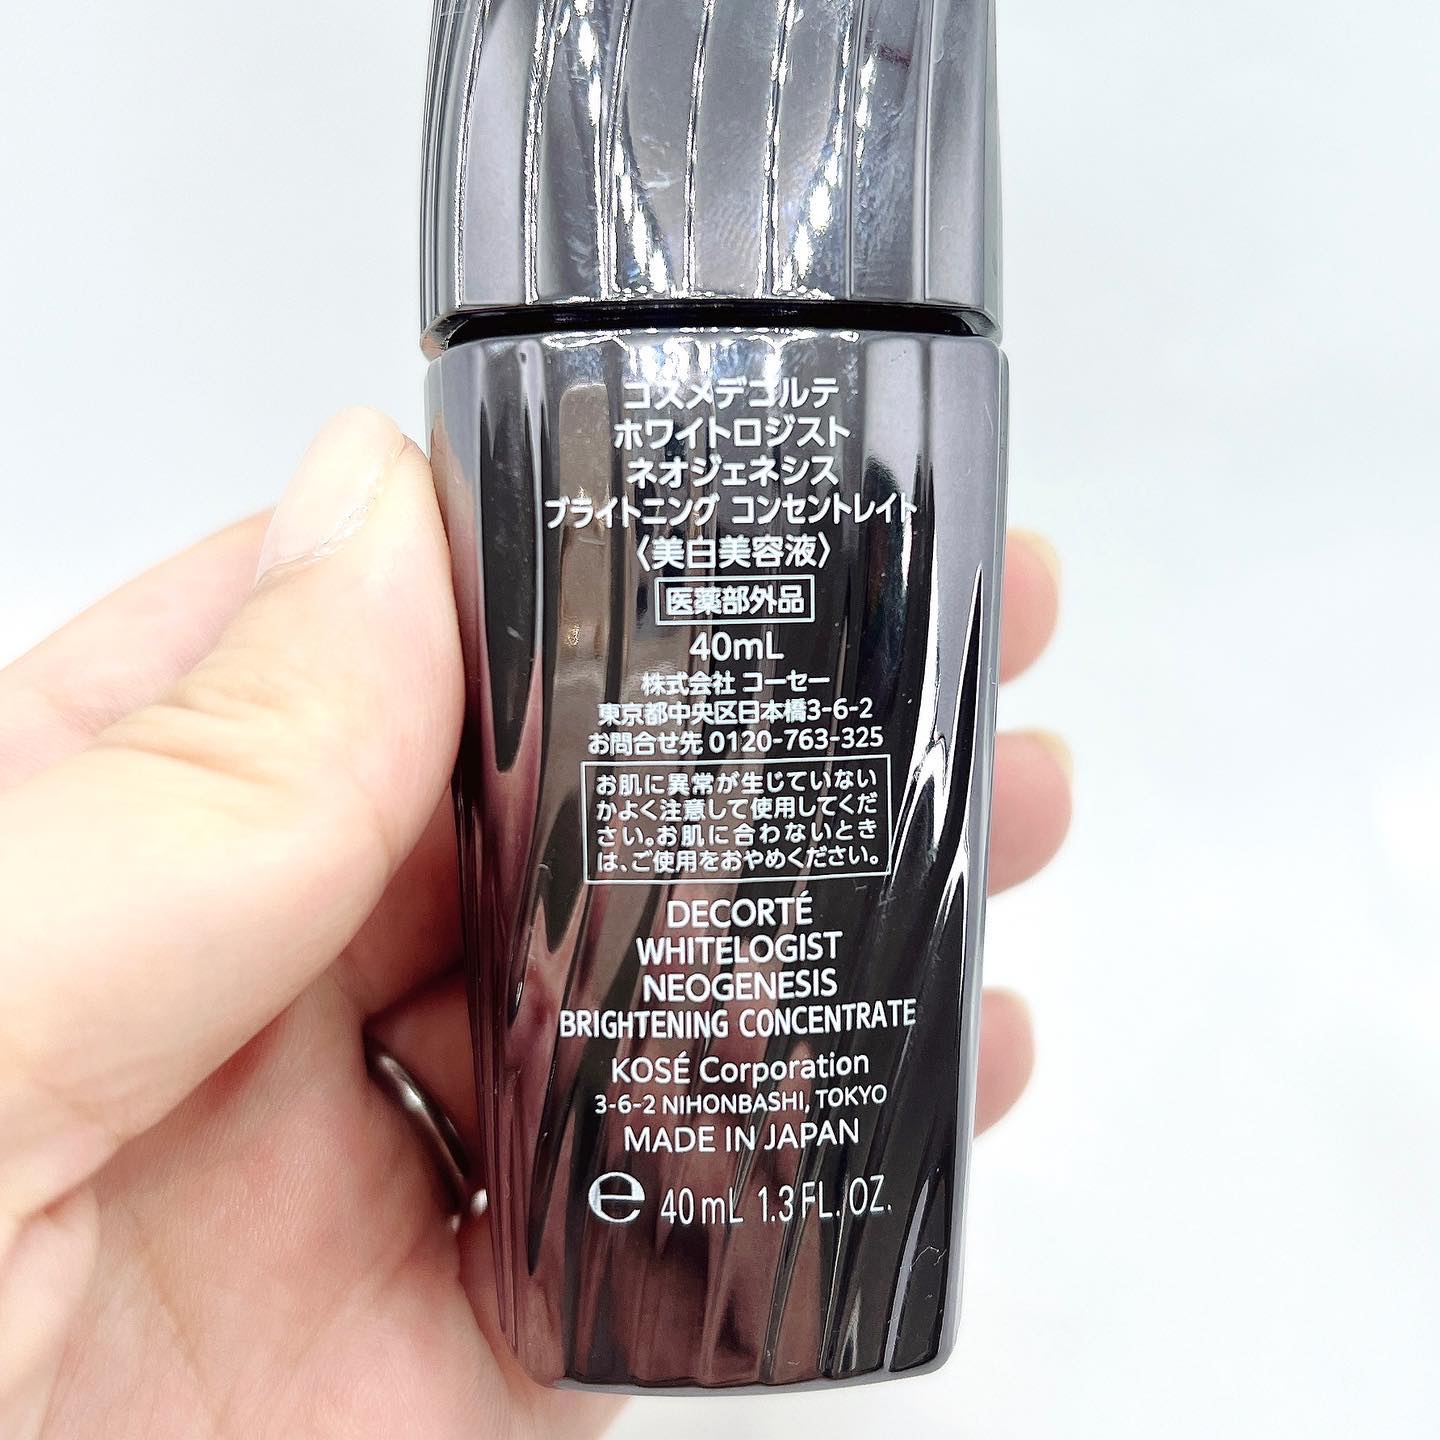 コスメデコルテ
ホワイトロジスト
ネオジェネシス
ブライトニング コンセントレイト
〈美白美容液〉
医薬部外品
40mL
株式会社 コーセー
東京都中央区日本橋3-6-2
お問合せ先 0120-763-325
お肌に異常が生じていない
かよく注意して使用してくだ
さい。お肌に合わないとき
は、ご使用をおやめください。
DECORTÉ
WHITELOGIST
NEOGENESIS
BRIGHTENING CONCENTRATE
KOSÉ Corporation
3-6-2 NIHONBASHI, TOKYO
MADE IN JAPAN
℮ 40mL 1.3FL.OZ.